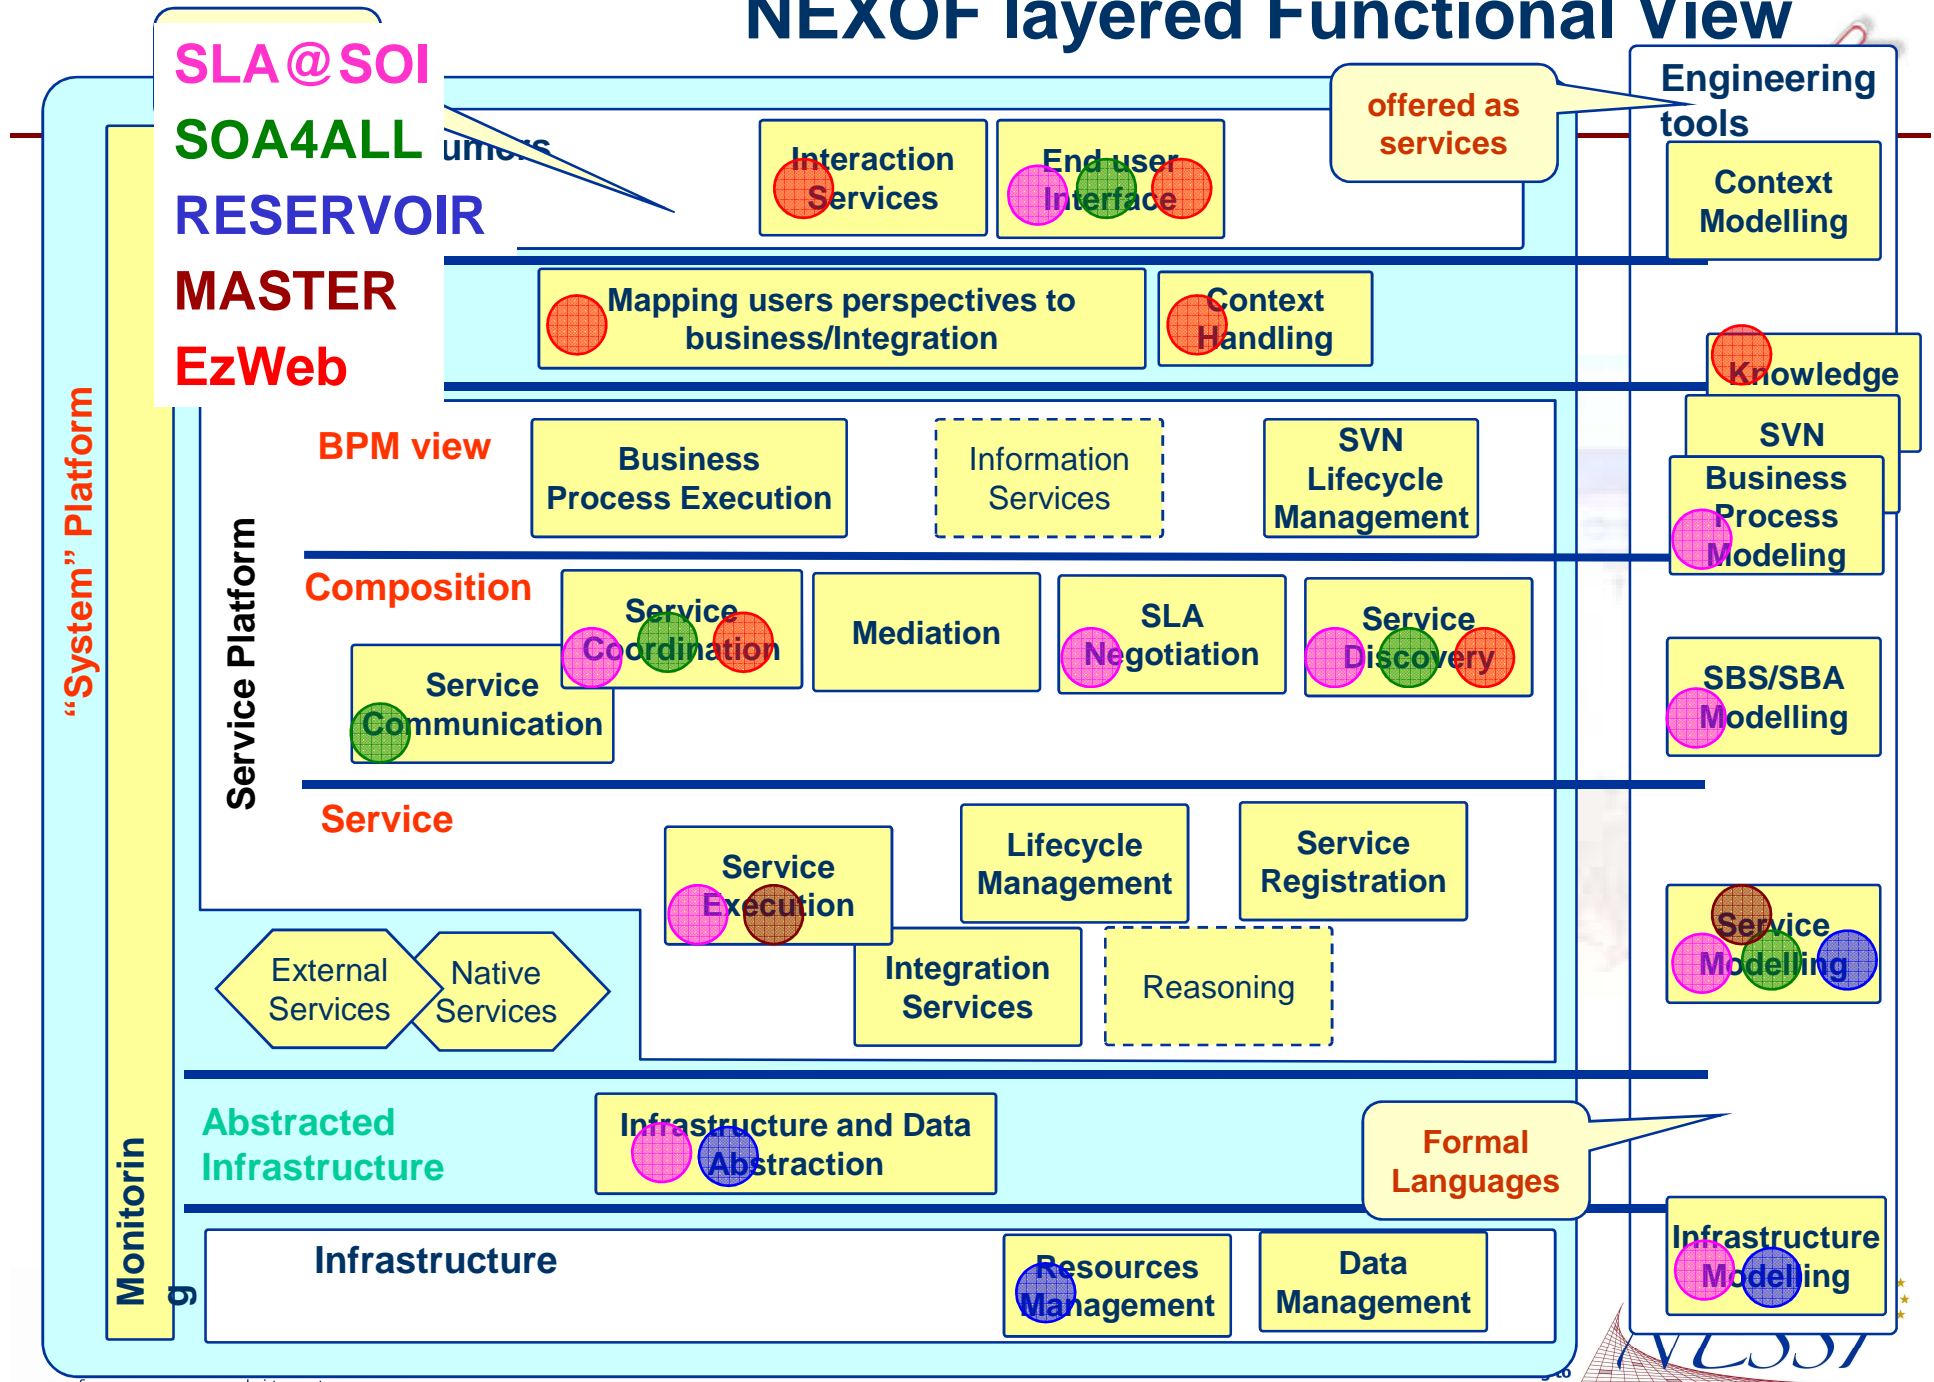 NEXOF layered Functional View
SLA@SOI
SOA4ALL
RESERVOIR
MASTER
EzWeb
umers
Interaction
Services
End user
Interface
offered as
services
Engineering
tools
Context
Modelling
Mapping users perspectives to
business/Integration
Context
Handling
Knowledge
SVN
Business
Process
Modeling
"System" Platform
Service Platform
BPM view
Business
Process Execution
Information
Services
SVN
Lifecycle
Management
Composition
Service
Coordination
Mediation
SLA
Negotiation
Service
Discovery
Service
Communication
SBS/SBA
Modelling
Service
Service
Execution
Lifecycle
Management
Service
Registration
Service
Modelling
External
Services
Native
Services
Integration
Services
Reasoning
Abstracted
Infrastructure
Infrastructure and Data
Abstraction
Formal
Languages
Monitorin
g
Infrastructure
Resources
Management
Data
Management
Infrastructure
Modelling
NESSI